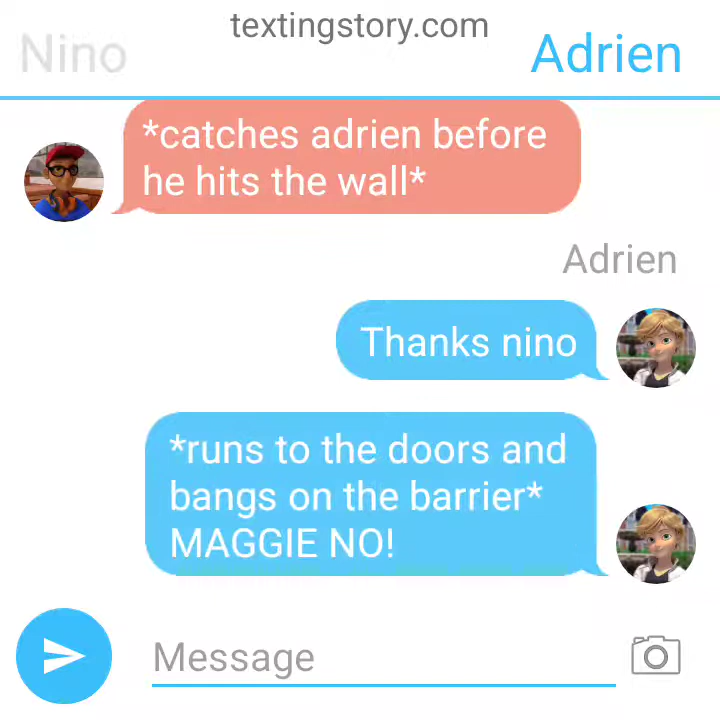 textingstory.com
Nino
Adrien
*catches adrien before
he hits the wall*
Adrien
Thanks nino
*runs to the doors and
bangs on the barrier*
MAGGIE NO!
Message